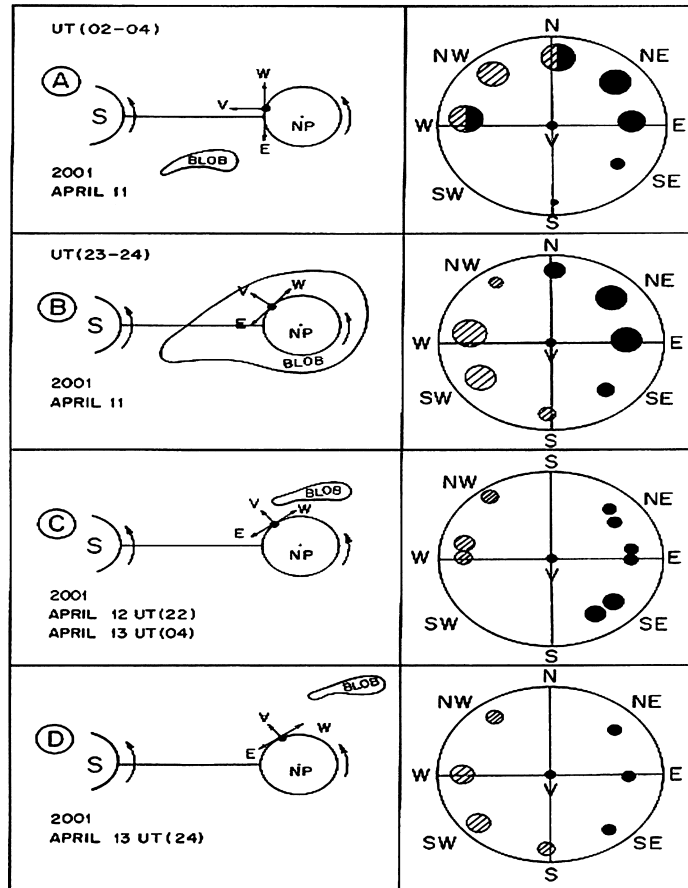 UT(02-04)
A
S
W
V
NP
E
BLOB
2001
APRIL 11
N
NW
NE
W
E
SW
SE
S
UT(23-24)
B
S
V
W
E
NP
BLOB
2001
APRIL 11
N
NW
NE
W
E
SW
SE
S
C
S
BLOB
V
W
E
NP
2001
APRIL 12 UT(22)
APRIL 13 UT(04)
S
NW
NE
W
E
SW
SE
S
D
S
BLOB
W
E
NP
2001
APRIL 13 UT(24)
N
NW
NE
W
E
SW
SE
S